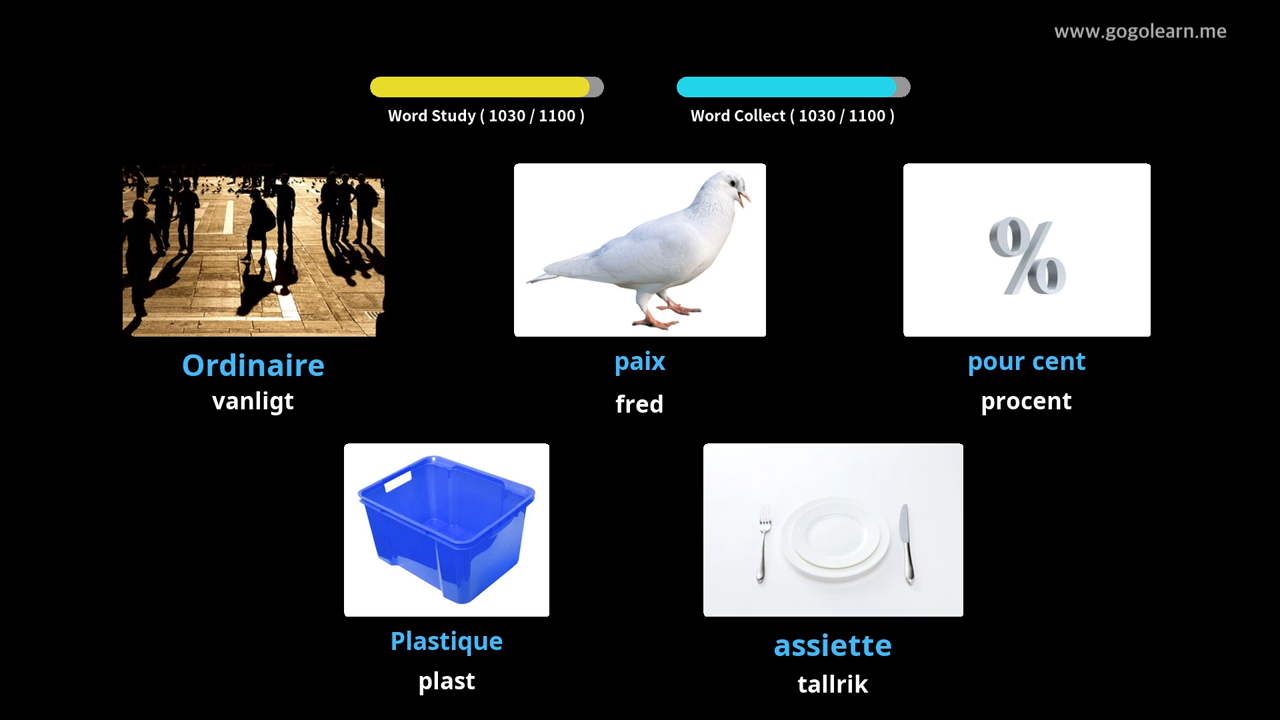 www.gogolearn.me
Word Study ( 1030 / 1100 )
Word Collect ( 1030 / 1100 )
Ordinaire
vanligt
paix
fred
%
pour cent
procent
Plastique
plast
assiette
tallrik